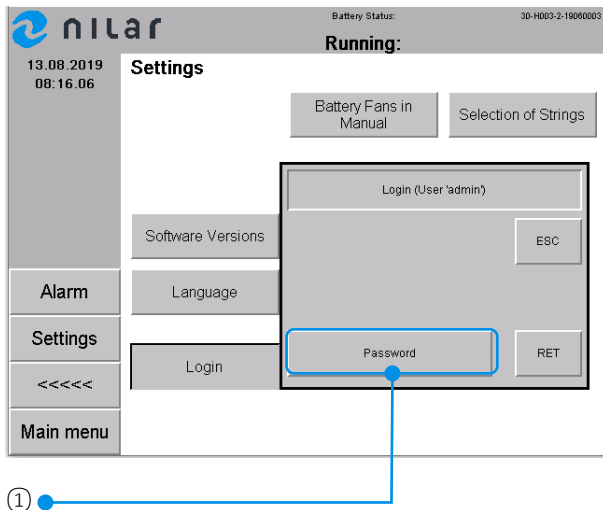 nilar
Battery Status:
30-H003-2-19060003
Running:
13.08.2019
08:16.06
Settings
Battery Fans in
Manual
Selection of Strings
Login (User 'admin')
Software Versions
ESC
Alarm
Language
Settings
Login
Password
RET
<<<<<
Main menu
1